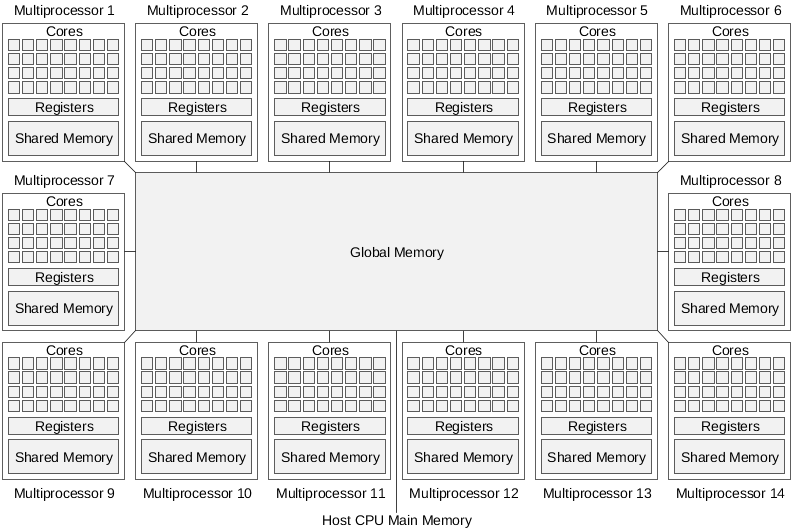 Multiprocessor 1 Multiprocessor 2 Multiprocessor 3 Multiprocessor 4 Multiprocessor 5 Multiprocessor 6
Cores Cores Cores Cores Cores Cores
Registers Registers Registers Registers Registers Registers
Shared Memory Shared Memory Shared Memory Shared Memory Shared Memory Shared Memory
Multiprocessor 7 Multiprocessor 8
Cores Cores
Global Memory
Registers Registers
Shared Memory Shared Memory
Cores Cores Cores Cores Cores Cores
Registers Registers Registers Registers Registers Registers
Shared Memory Shared Memory Shared Memory Shared Memory Shared Memory Shared Memory
Multiprocessor 9 Multiprocessor 10 Multiprocessor 11 Multiprocessor 12 Multiprocessor 13 Multiprocessor 14
Host CPU Main Memory